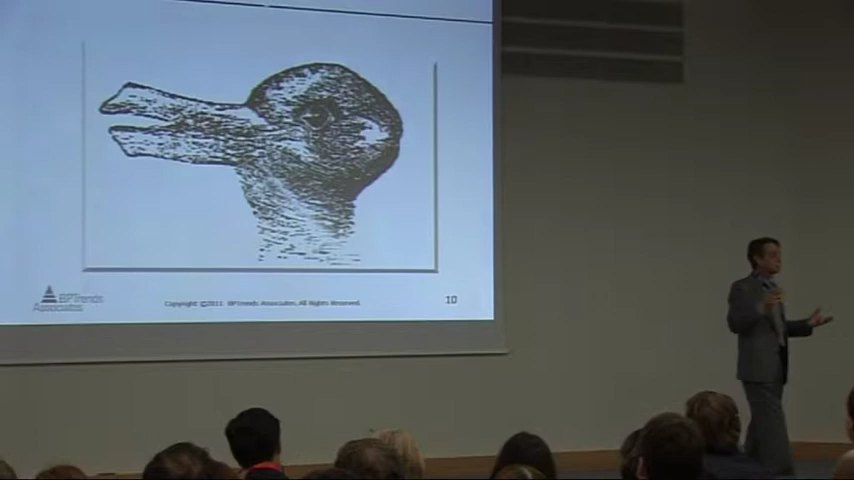 BPTrends
Associates
Copyright ©2011 BPTrends Associates. All Rights Reserved.
10